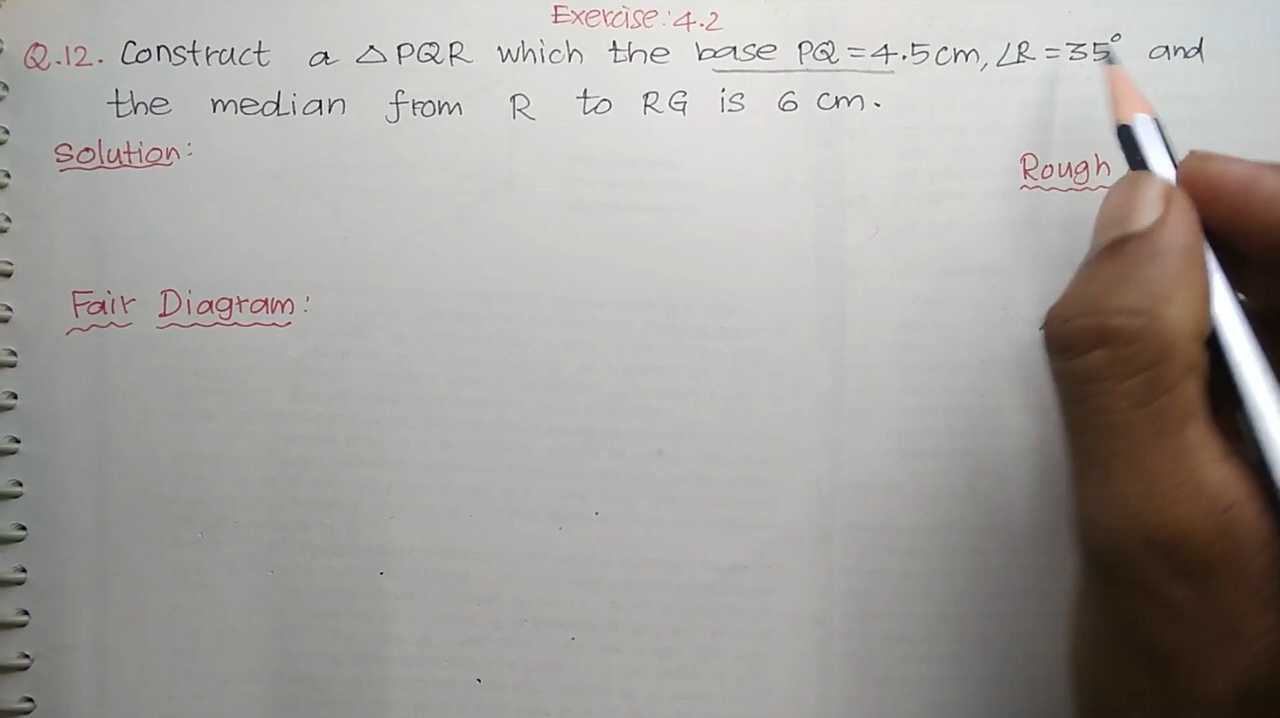 Exercise: 4.2
Q.12. Construct a △PQR which the base PQ = 4.5 cm, ∠R = 35° and
the median from R to RG is 6 cm.
Solution:
Rough
Fair Diagram: